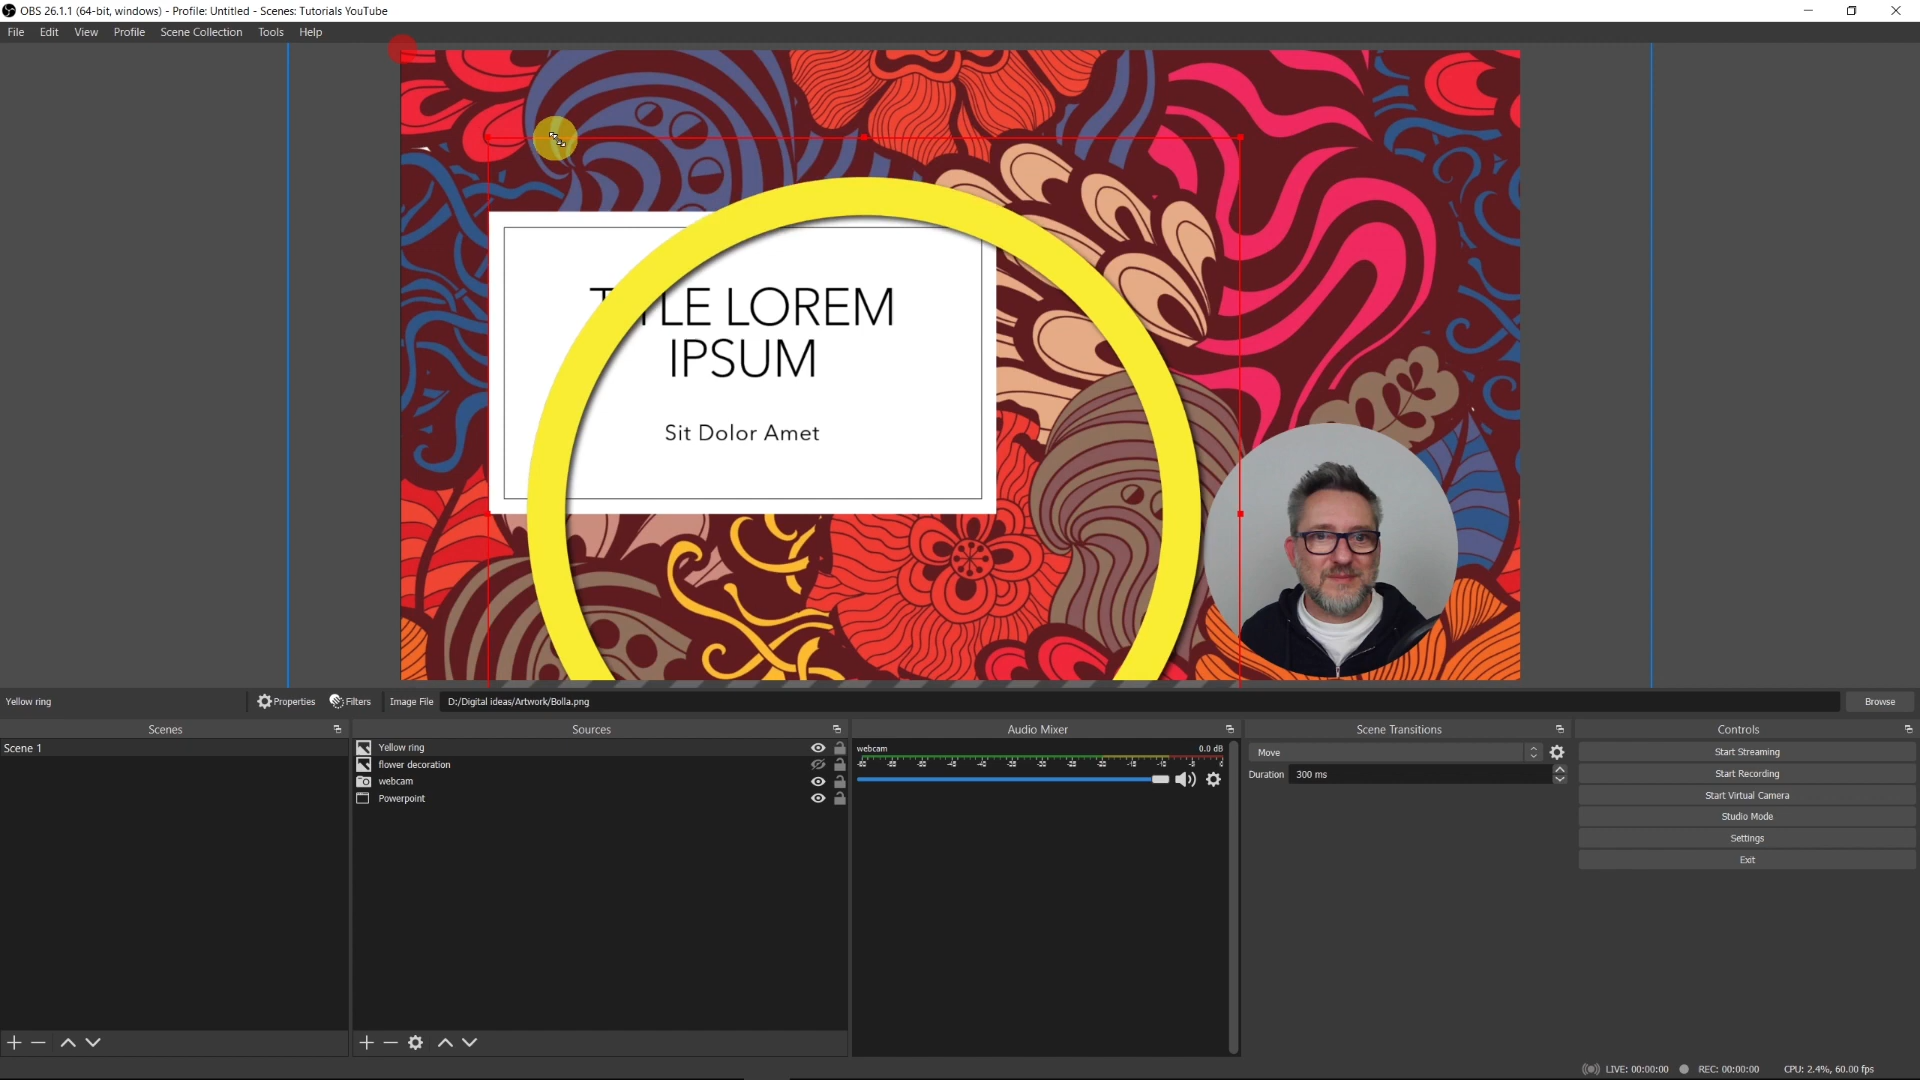 OBS 26.1.1 (64-bit, windows) - Profile: Untitled - Scenes: Tutorials YouTube
File Edit View Profile Scene Collection Tools Help
LE LOREM
IPSUM
Sit Dolor Amet
Yellow ring Properties Filters Image File D:/Digital ideas/Artwork/Bolla.png Browse
Scenes Sources Audio Mixer Scene Transitions Controls
Scene 1
Yellow ring
flower decoration
webcam
Powerpoint
webcam 0.0 dB
Move
Duration 300 ms
Start Streaming
Start Recording
Start Virtual Camera
Studio Mode
Settings
Exit
LIVE: 00:00:00 REC: 00:00:00 CPU: 2.4%, 60.00 fps